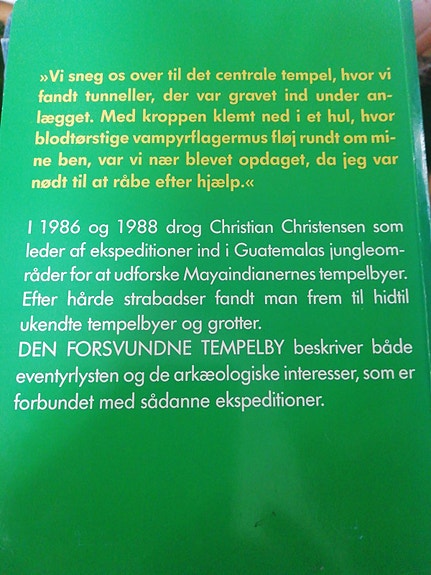 »Vi sneg os over til det centrale tempel, hvor vi
fandt tunneller, der var gravet ind under an-
lægget. Med kroppen klemt ned i et hul, hvor
blodtørstige vampyrflagermus fløj rundt om mi-
ne ben, var vi nær blevet opdaget, da jeg var
nødt til at råbe efter hjælp.«
I 1986 og 1988 drog Christian Christensen som
leder af ekspeditioner ind i Guatemalas jungleom-
råder for at udforske Mayaindianernes tempelbyer.
Efter hårde strabadser fandt man frem til hidtil
ukendte tempelbyer og grotter.
DEN FORSVUNDNE TEMPELBY beskriver både
eventyrlysten og de arkæologiske interesser, som er
forbundet med sådanne ekspeditioner.